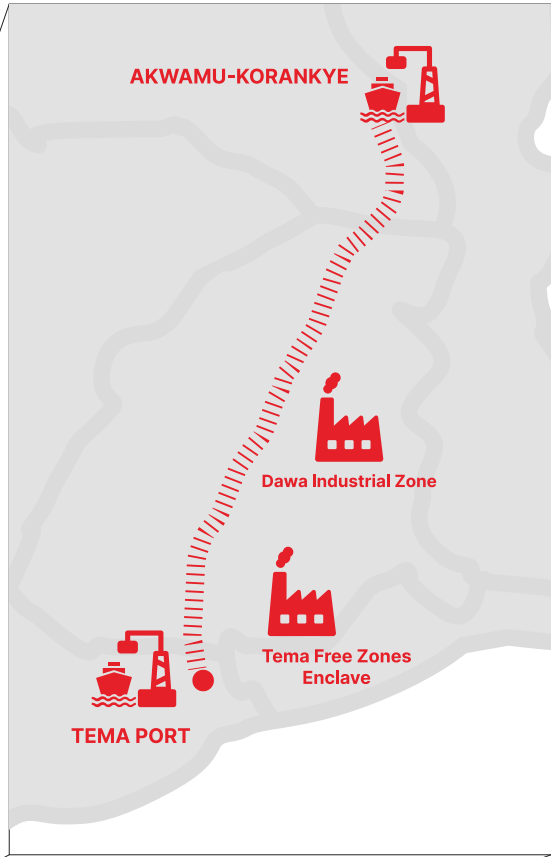 AKWAMU-KORANKYE
Dawa Industrial Zone
Tema Free Zones
Enclave
TEMA PORT